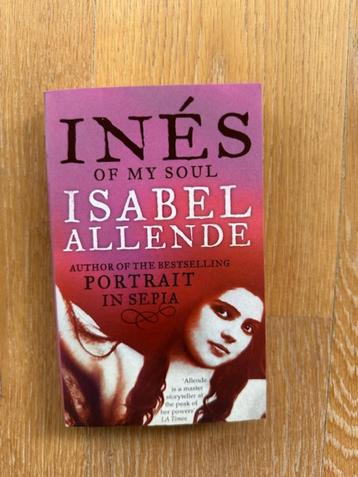 INÉS
OF MY SOUL
ISABEL
ALLENDE
AUTHOR OF THE BESTSELLING
PORTRAIT
IN SEPIA
‘Allende
is a master
storyteller at
the peak of
her powers’
LA Times